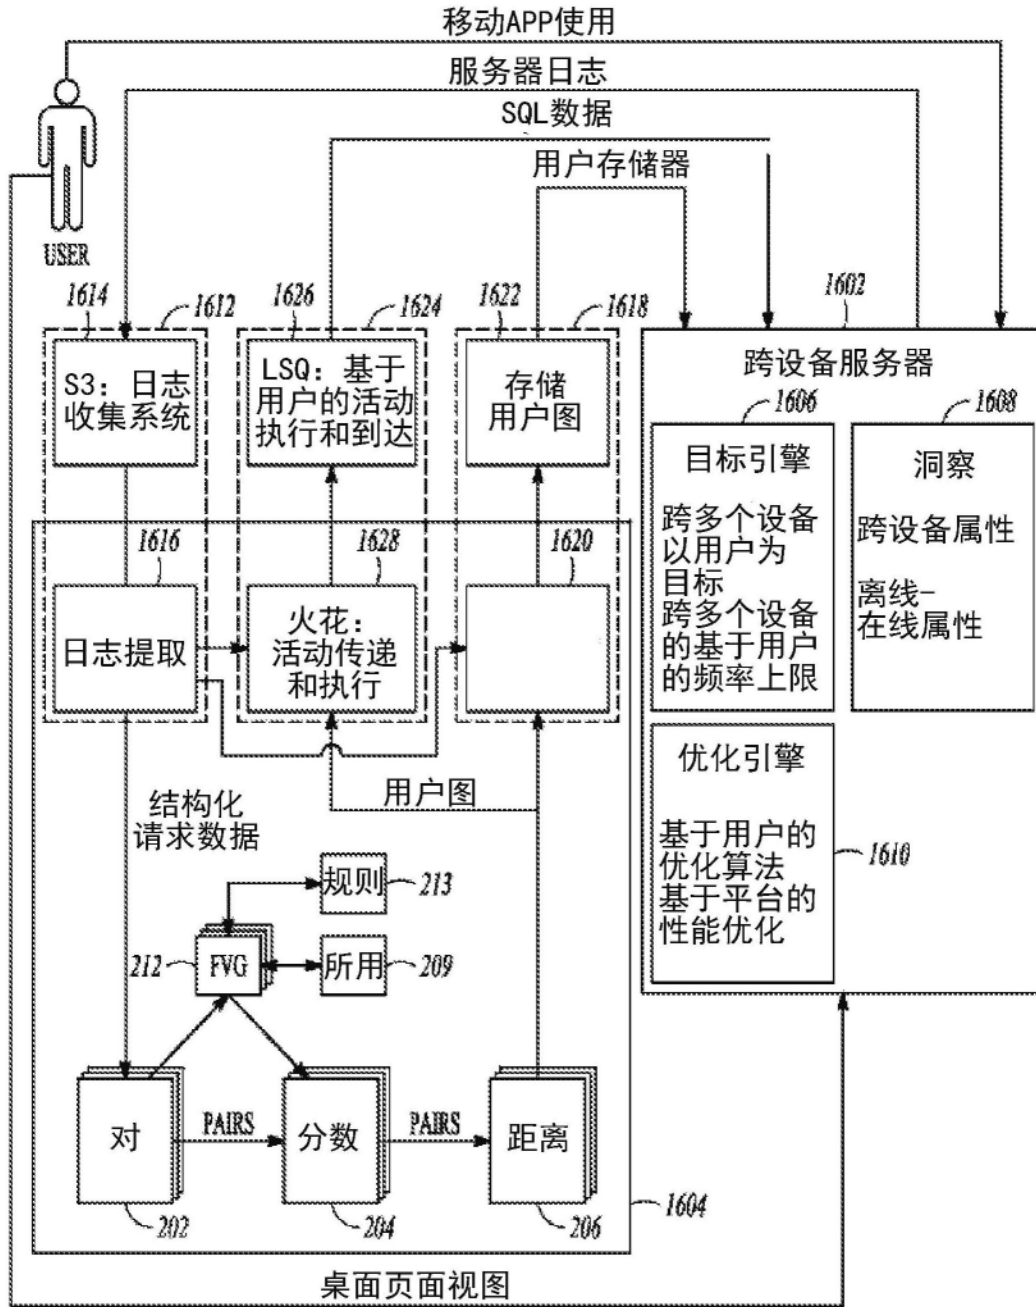 移动APP使用
服务器日志
SQL数据
用户存储器
USER
1614
1612
1626
1624
1622
1618
1602
S3：日志
收集系统
LSQ：基于
用户的活动
执行和到达
存储
用户图
跨设备服务器
1606
1608
目标引擎
跨多个设备
以用户为
目标
跨多个设备
的基于用户
的频率上限
洞察
跨设备属性
离线-
在线属性
1616
1628
1620
日志提取
火花：
活动传递
和执行
优化引擎
基于用户的
优化算法
基于平台的
性能优化
1610
用户图
结构化
请求数据
规则
213
212
FVG
所用
209
对
PAIRS
分数
PAIRS
距离
202
204
206
1604
桌面页面视图